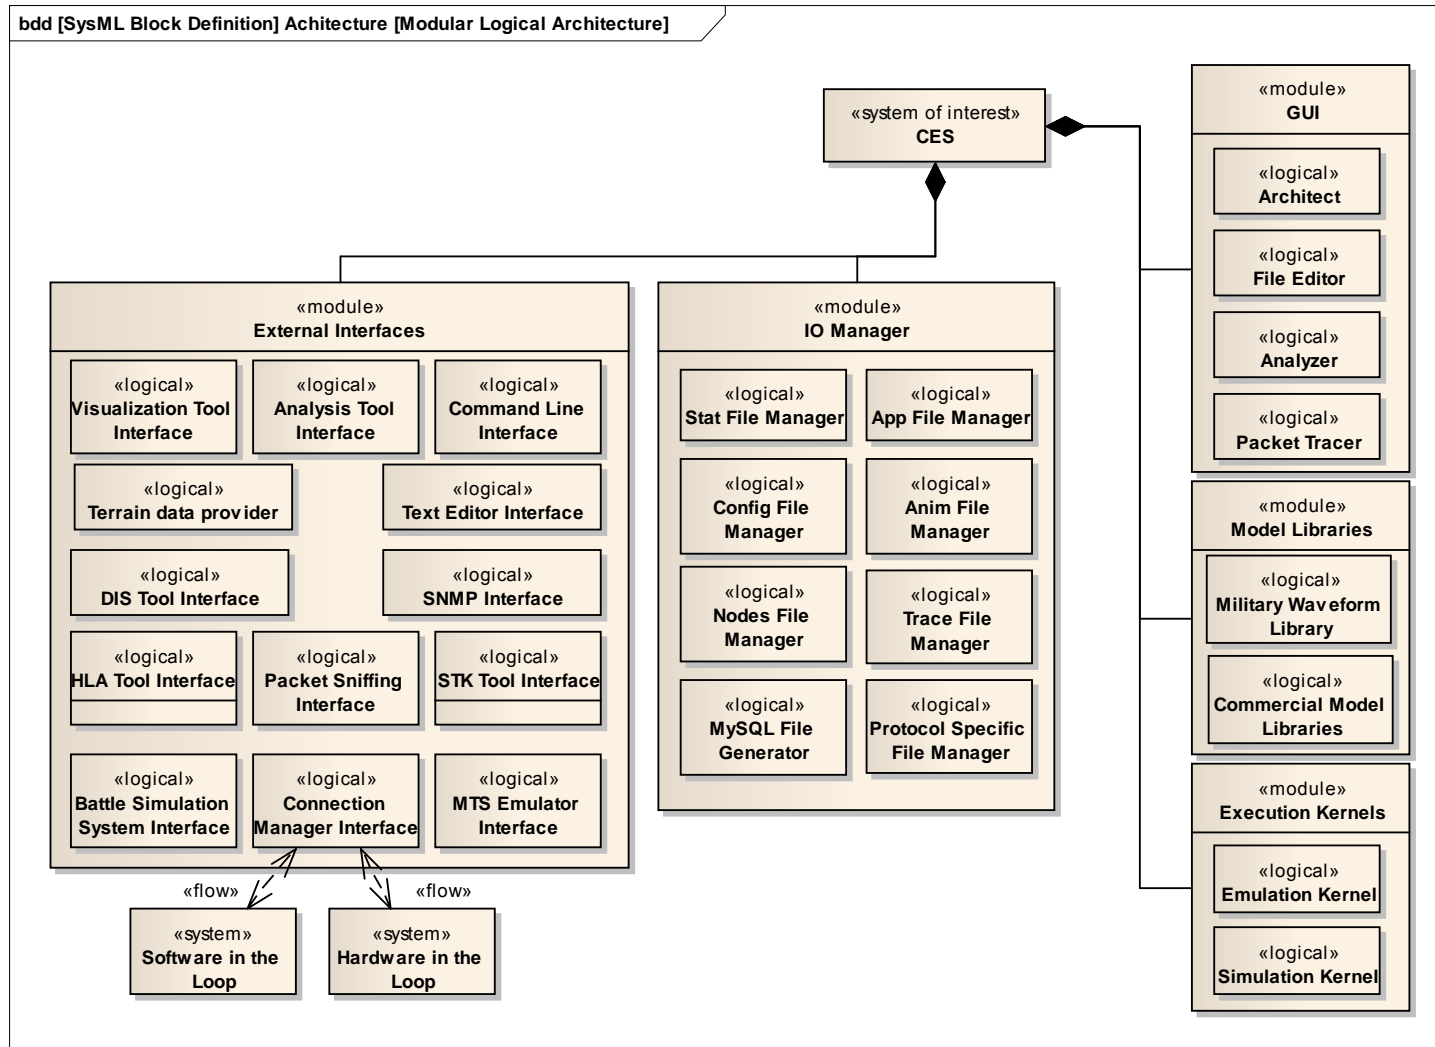 bdd [SysML Block Definition] Achitecture [Modular Logical Architecture]
«system of interest»
CES
«module»
External Interfaces
«logical»
Visualization Tool
Interface
«logical»
Analysis Tool
Interface
«logical»
Command Line
Interface
«logical»
Terrain data provider
«logical»
Text Editor Interface
«logical»
DIS Tool Interface
«logical»
SNMP Interface
«logical»
HLA Tool Interface
«logical»
Packet Sniffing
Interface
«logical»
STK Tool Interface
«logical»
Battle Simulation
System Interface
«logical»
Connection
Manager Interface
«logical»
MTS Emulator
Interface
«flow»
«flow»
«system»
Software in the
Loop
«system»
Hardware in the
Loop
«module»
IO Manager
«logical»
Stat File Manager
«logical»
App File Manager
«logical»
Config File
Manager
«logical»
Anim File
Manager
«logical»
Nodes File
Manager
«logical»
Trace File
Manager
«logical»
MySQL File
Generator
«logical»
Protocol Specific
File Manager
«module»
GUI
«logical»
Architect
«logical»
File Editor
«logical»
Analyzer
«logical»
Packet Tracer
«module»
Model Libraries
«logical»
Military Waveform
Library
«logical»
Commercial Model
Libraries
«module»
Execution Kernels
«logical»
Emulation Kernel
«logical»
Simulation Kernel